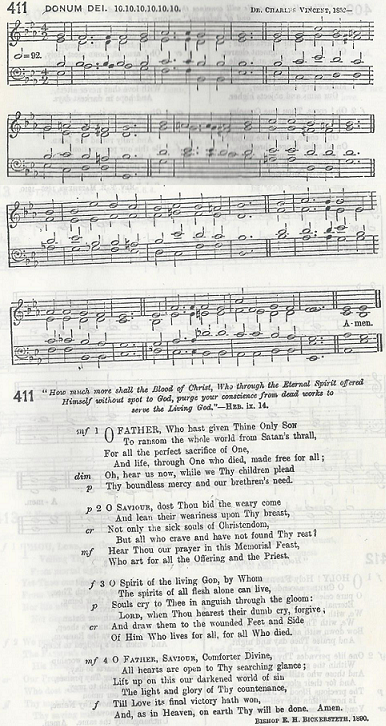 411 DONUM DEI. 10.10.10.10.10.10. DR. CHARLES VINCENT,
=92.
A-men.
411 "How much more shall the Blood of Christ, Who through the Eternal Spirit offered
Himself without spot to God, purge your conscience from dead works to
serve the Living God."—HEB. ix. 14.
mf 1 O FATHER, Who hast given Thine Only SON
To ransom the whole world from Satan's thrall,
For all the perfect sacrifice of One,
And life, through One who died, made free for all;
dim Oh, hear us now, while we Thy children plead
p Thy boundless mercy and our brethren's need.
p 2 O SAVIOUR, dost Thou bid the weary come
And lean their weariness upon Thy breast,
cr Not only the sick souls of Christendom,
But all who crave and have not found Thy rest?
mf Hear Thou our prayer in this Memorial Feast,
Who art for all the Offering and the Priest.
f 3 O Spirit of the living GOD, by Whom
The spirits of all flesh alone can live,
p Souls cry to Thee in anguish through the gloom:
LORD, when Thou hearest their dumb cry, forgive,
cr And draw them to the wounded Feet and Side
Of Him Who lives for all, for all Who died.
mf 4 O FATHER, SAVIOUR, Comforter Divine,
All hearts are open to Thy searching glance;
Lift up on this our darkened world of sin
The light and glory of Thy countenance,
f Till Love its final victory hath won,
And, as in Heaven, on earth Thy will be done. Amen.
BISHOP E. H. BICKERSTETH, 1890.